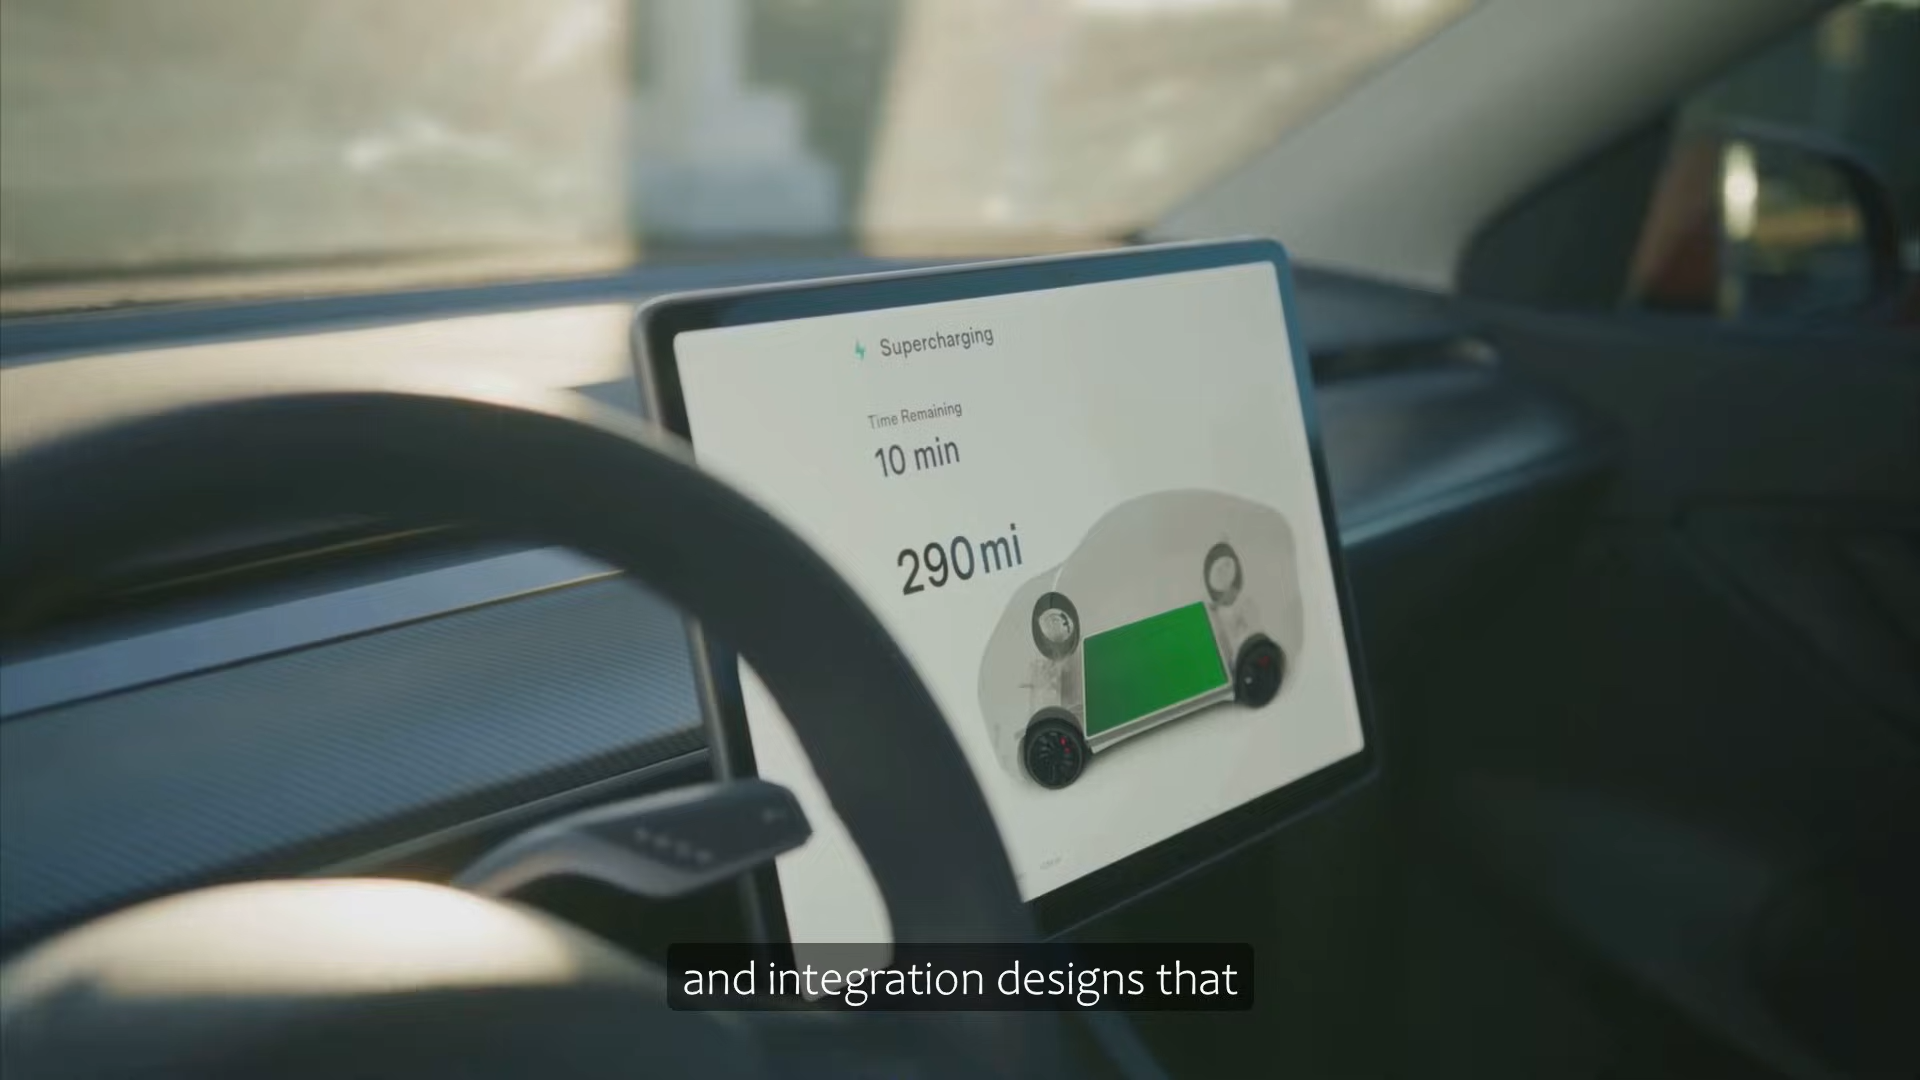 Supercharging
Time Remaining
10 min
290 mi
and integration designs that